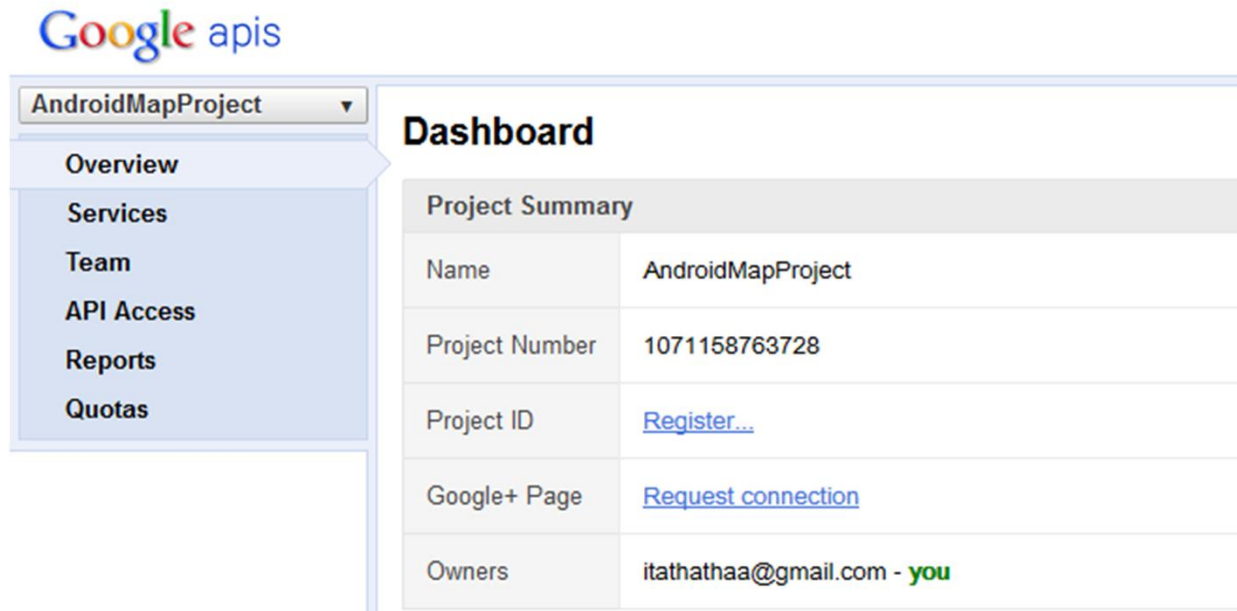 Google apis
AndroidMapProject
Overview
Services
Team
API Access
Reports
Quotas
Dashboard
Project Summary
Name AndroidMapProject
Project Number 1071158763728
Project ID Register...
Google+ Page Request connection
Owners itathathaa@gmail.com - you